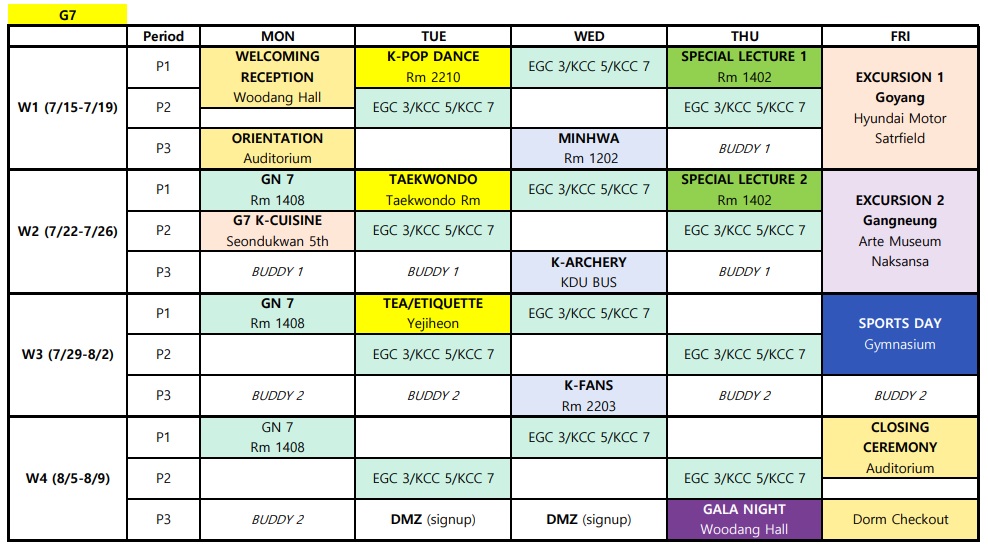 G7
Period MON TUE WED THU FRI
W1 (7/15-7/19)
P1
WELCOMING
RECEPTION
Woodang Hall
K-POP DANCE
Rm 2210
EGC 3/KCC 5/KCC 7
SPECIAL LECTURE 1
Rm 1402
EXCURSION 1
Goyang
Hyundai Motor
Satrfield
P2
EGC 3/KCC 5/KCC 7
EGC 3/KCC 5/KCC 7
P3
ORIENTATION
Auditorium
MINHWA
Rm 1202
BUDDY 1
W2 (7/22-7/26)
P1
GN 7
Rm 1408
TAEKWONDO
Taekwondo Rm
EGC 3/KCC 5/KCC 7
SPECIAL LECTURE 2
Rm 1402
EXCURSION 2
Gangneung
Arte Museum
Naksansa
P2
G7 K-CUISINE
Seondukwan 5th
EGC 3/KCC 5/KCC 7
EGC 3/KCC 5/KCC 7
P3
BUDDY 1
BUDDY 1
K-ARCHERY
KDU BUS
BUDDY 1
W3 (7/29-8/2)
P1
GN 7
Rm 1408
TEA/ETIQUETTE
Yejiheon
EGC 3/KCC 5/KCC 7
SPORTS DAY
Gymnasium
P2
EGC 3/KCC 5/KCC 7
EGC 3/KCC 5/KCC 7
P3
BUDDY 2
BUDDY 2
K-FANS
Rm 2203
BUDDY 2
BUDDY 2
W4 (8/5-8/9)
P1
GN 7
Rm 1408
EGC 3/KCC 5/KCC 7
CLOSING
CEREMONY
Auditorium
P2
EGC 3/KCC 5/KCC 7
EGC 3/KCC 5/KCC 7
P3
BUDDY 2
DMZ (signup)
DMZ (signup)
GALA NIGHT
Woodang Hall
Dorm Checkout